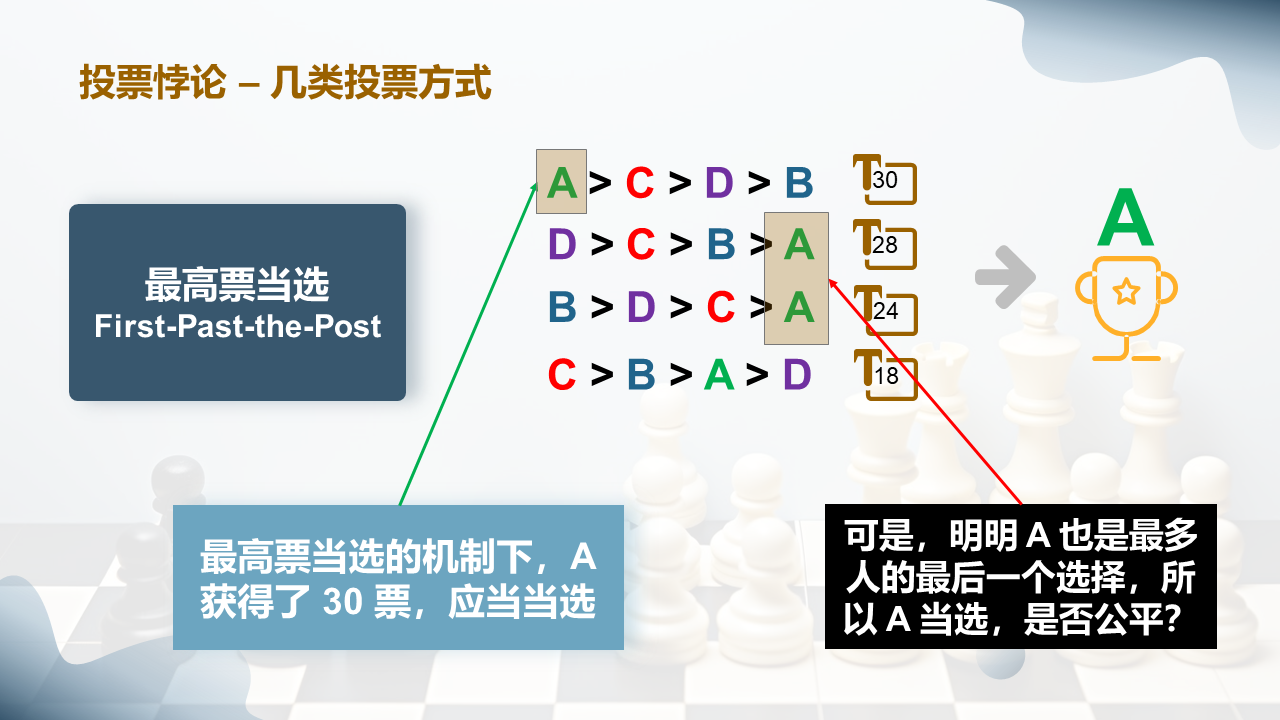 投票悖论 – 几类投票方式
最高票当选
First-Past-the-Post
A > C > D > B 30
D > C > B > A 28
B > D > C > A 24
C > B > A > D 18
A
最高票当选的机制下，A
获得了 30 票，应当当选
可是，明明 A 也是最多
人的最后一个选择，所
以 A 当选，是否公平？